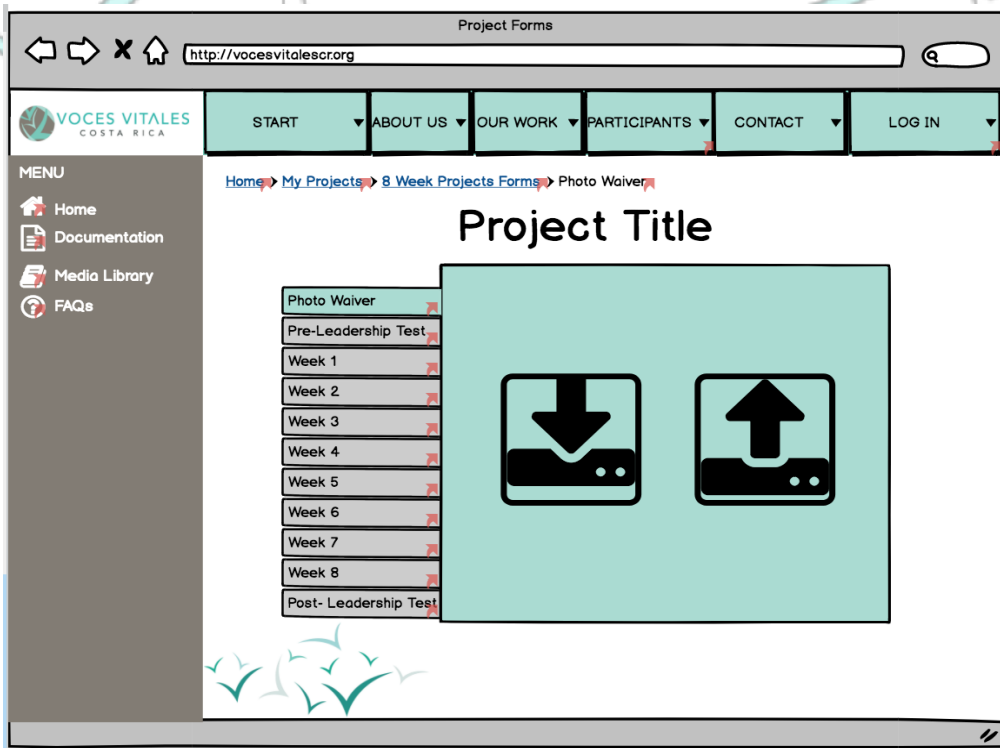 Project Forms
http://vocesvitalescr.org
VOCES VITALES
COSTA RICA
START
ABOUT US
OUR WORK
PARTICIPANTS
CONTACT
LOG IN
MENU
Home
Documentation
Media Library
FAQs
Home > My Projects > 8 Week Projects Forms > Photo Waiver
Project Title
Photo Waiver
Pre-Leadership Test
Week 1
Week 2
Week 3
Week 4
Week 5
Week 6
Week 7
Week 8
Post- Leadership Test